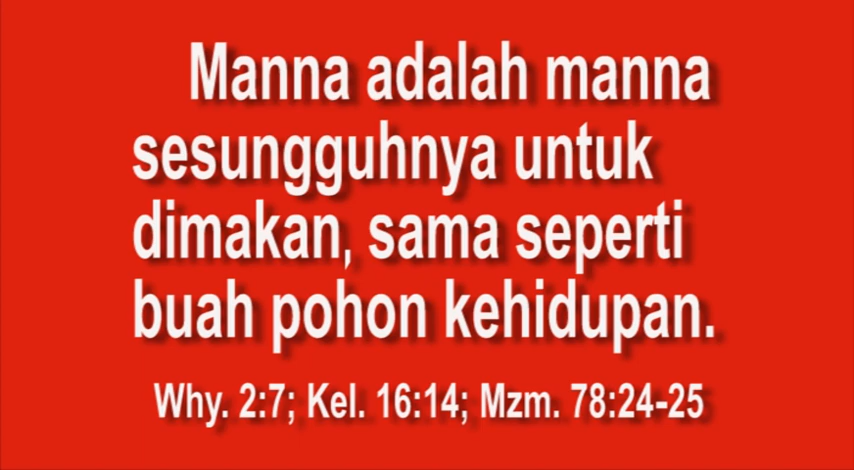 Manna adalah manna
sesungguhnya untuk
dimakan, sama seperti
buah pohon kehidupan.
Why. 2:7; Kel. 16:14; Mzm. 78:24-25